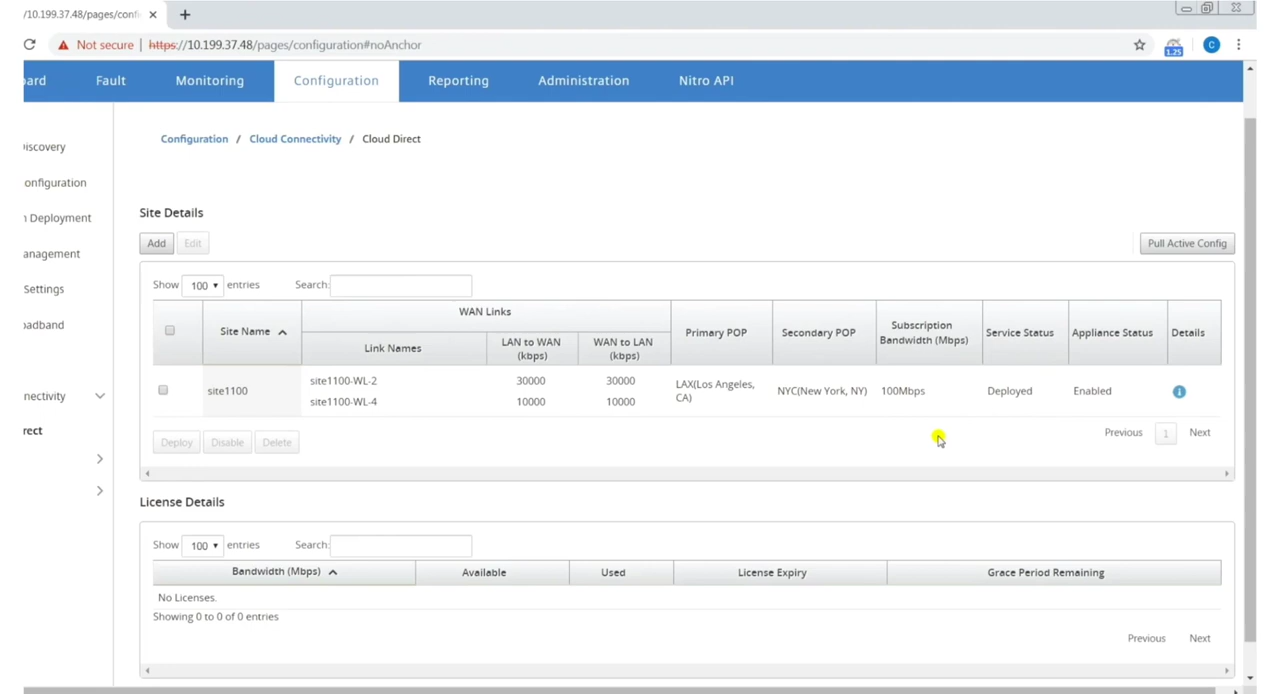 /10.199.37.48/pages/confi
Not secure | https://10.199.37.48/pages/configuration#noAnchor
1.25
C
ard Fault Monitoring Configuration Reporting Administration Nitro API
iscovery
onfiguration
Deployment
anagement
Settings
adband
nectivity
rect
Configuration / Cloud Connectivity / Cloud Direct
Site Details
Add Edit Pull Active Config
Show 100 entries Search:
Site Name WAN Links Primary POP Secondary POP Subscription Bandwidth (Mbps) Service Status Appliance Status Details
Link Names LAN to WAN (kbps) WAN to LAN (kbps)
site1100 site1100-WL-2 30000 30000 LAX(Los Angeles, CA) NYC(New York, NY) 100Mbps Deployed Enabled
site1100-WL-4 10000 10000
Previous 1 Next
Deploy Disable Delete
License Details
Show 100 entries Search:
Bandwidth (Mbps) Available Used License Expiry Grace Period Remaining
No Licenses.
Showing 0 to 0 of 0 entries
Previous Next